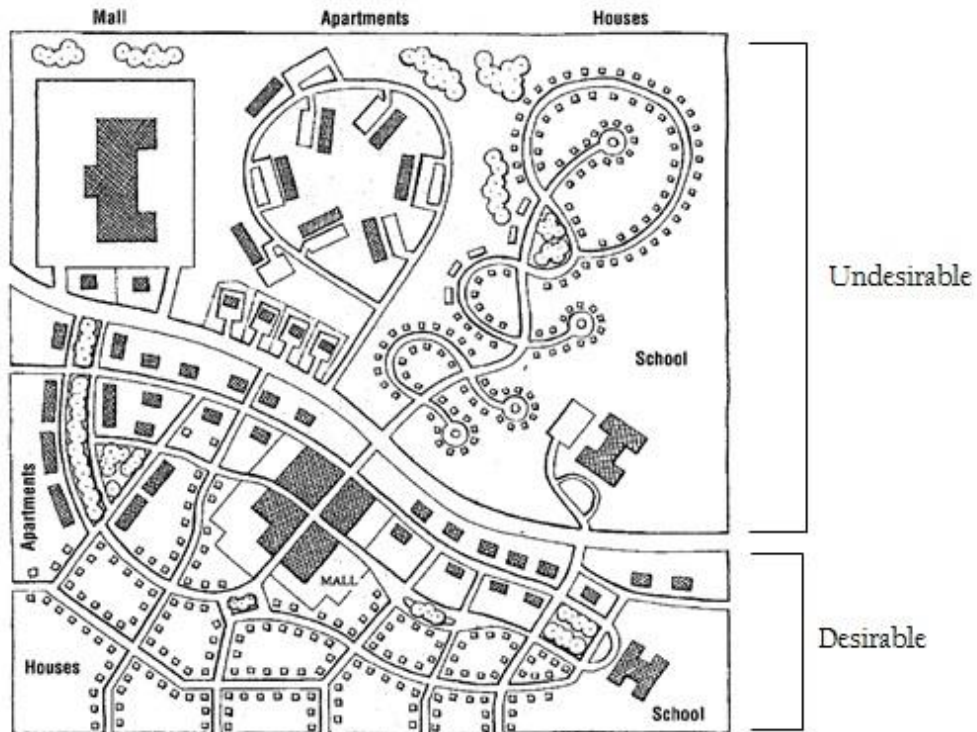 Mall Apartments Houses
Undesirable
School
Apartments
MALL
Desirable
Houses
School